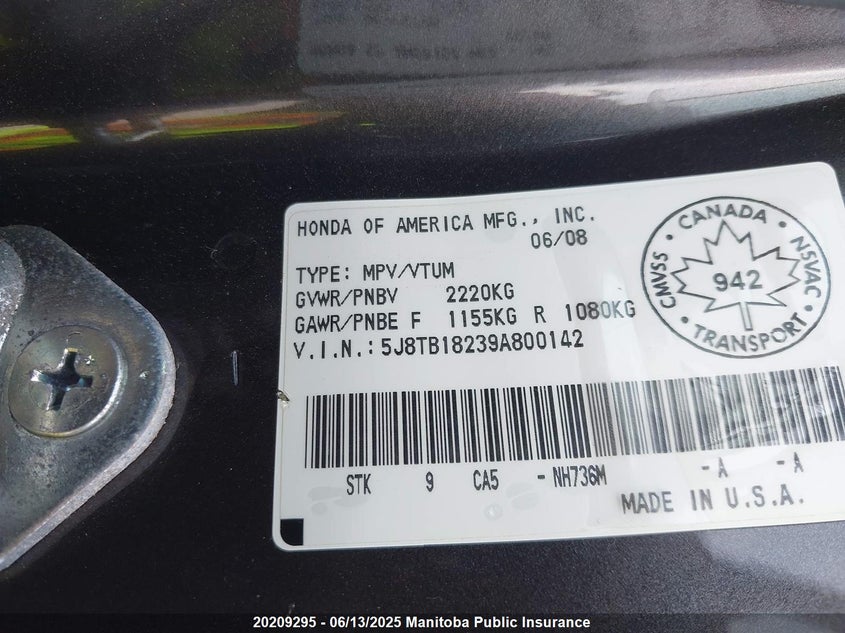 HONDA OF AMERICA MFG., INC.
06/08
TYPE: MPV/VTUM
GVWR/PNBV 2220KG
GAWR/PNBE F 1155KG R 1080KG
V.I.N.: 5J8TB18239A800142
CANADA
CMVSS • NSVAC
942
TRANSPORT
STK 9 CA5 - NH736M - A - A
MADE IN U.S.A.
20209295 - 06/13/2025 Manitoba Public Insurance